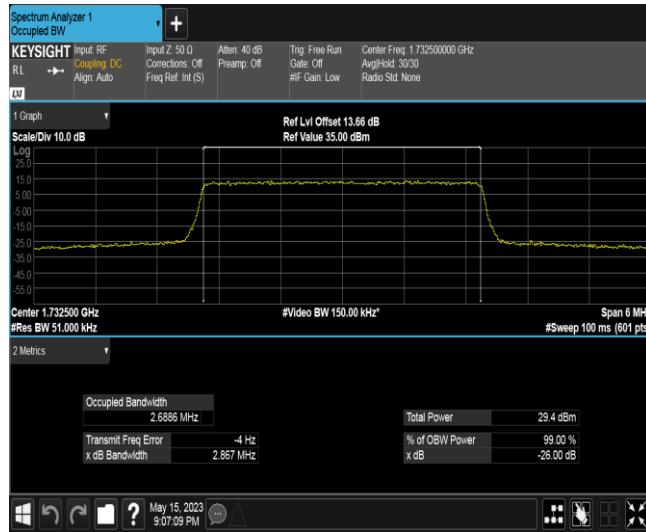 Spectrum Analyzer 1
Occupied BW
+
KEYSIGHT
RL
LXI
Input: RF
Coupling: DC
Align: Auto
Input Z: 50 Ω
Corrections: Off
Freq Ref: Int (S)
Atten: 40 dB
Preamp: Off
Trig: Free Run
Gate: Off
#IF Gain: Low
Center Freq: 1.732500000 GHz
Avg|Hold: 30/30
Radio Std: None
1 Graph
Scale/Div 10.0 dB
Ref Lvl Offset 13.66 dB
Ref Value 35.00 dBm
Log
25.0
15.0
5.00
-5.00
-15.0
-25.0
-35.0
-45.0
-55.0
Center 1.732500 GHz
#Res BW 51.000 kHz
#Video BW 150.00 kHz*
Span 6 MH
#Sweep 100 ms (601 pts
2 Metrics
Occupied Bandwidth
2.6886 MHz
Transmit Freq Error -4 Hz
x dB Bandwidth 2.867 MHz
Total Power 29.4 dBm
% of OBW Power 99.00 %
x dB -26.00 dB
?
May 15, 2023
9:07:09 PM